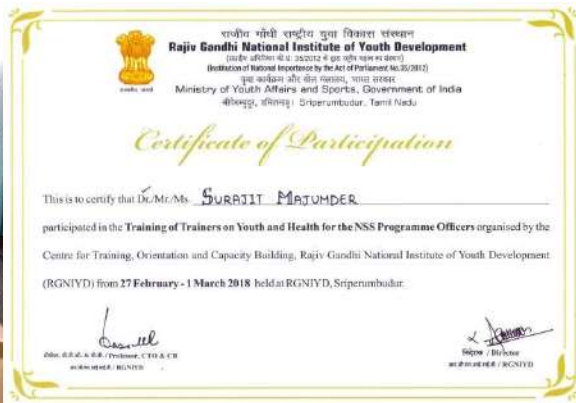 राजीव गाँधी राष्ट्रीय युवा विकास संस्थान
Rajiv Gandhi National Institute of Youth Development
(Institution of National Importance by the Act of Parliament No.35/2012)
युवा कार्यक्रम और खेल मंत्रालय, भारत सरकार
Ministry of Youth Affairs and Sports, Government of India
Sriperumbudur, Tamil Nadu
Certificate of Participation
This is to certify that Dr./Mr./Ms. SURAJIT MAJUMDER
participated in the Training of Trainers on Youth and Health for the NSS Programme Officers organised by the
Centre for Training, Orientation and Capacity Building, Rajiv Gandhi National Institute of Youth Development
(RGNIYD) from 27 February - 1 March 2018 held at RGNIYD, Sriperumbudur.
/ Professor, CTO & CB
/ RGNIYD
निदेशक / Director
/ RGNIYD